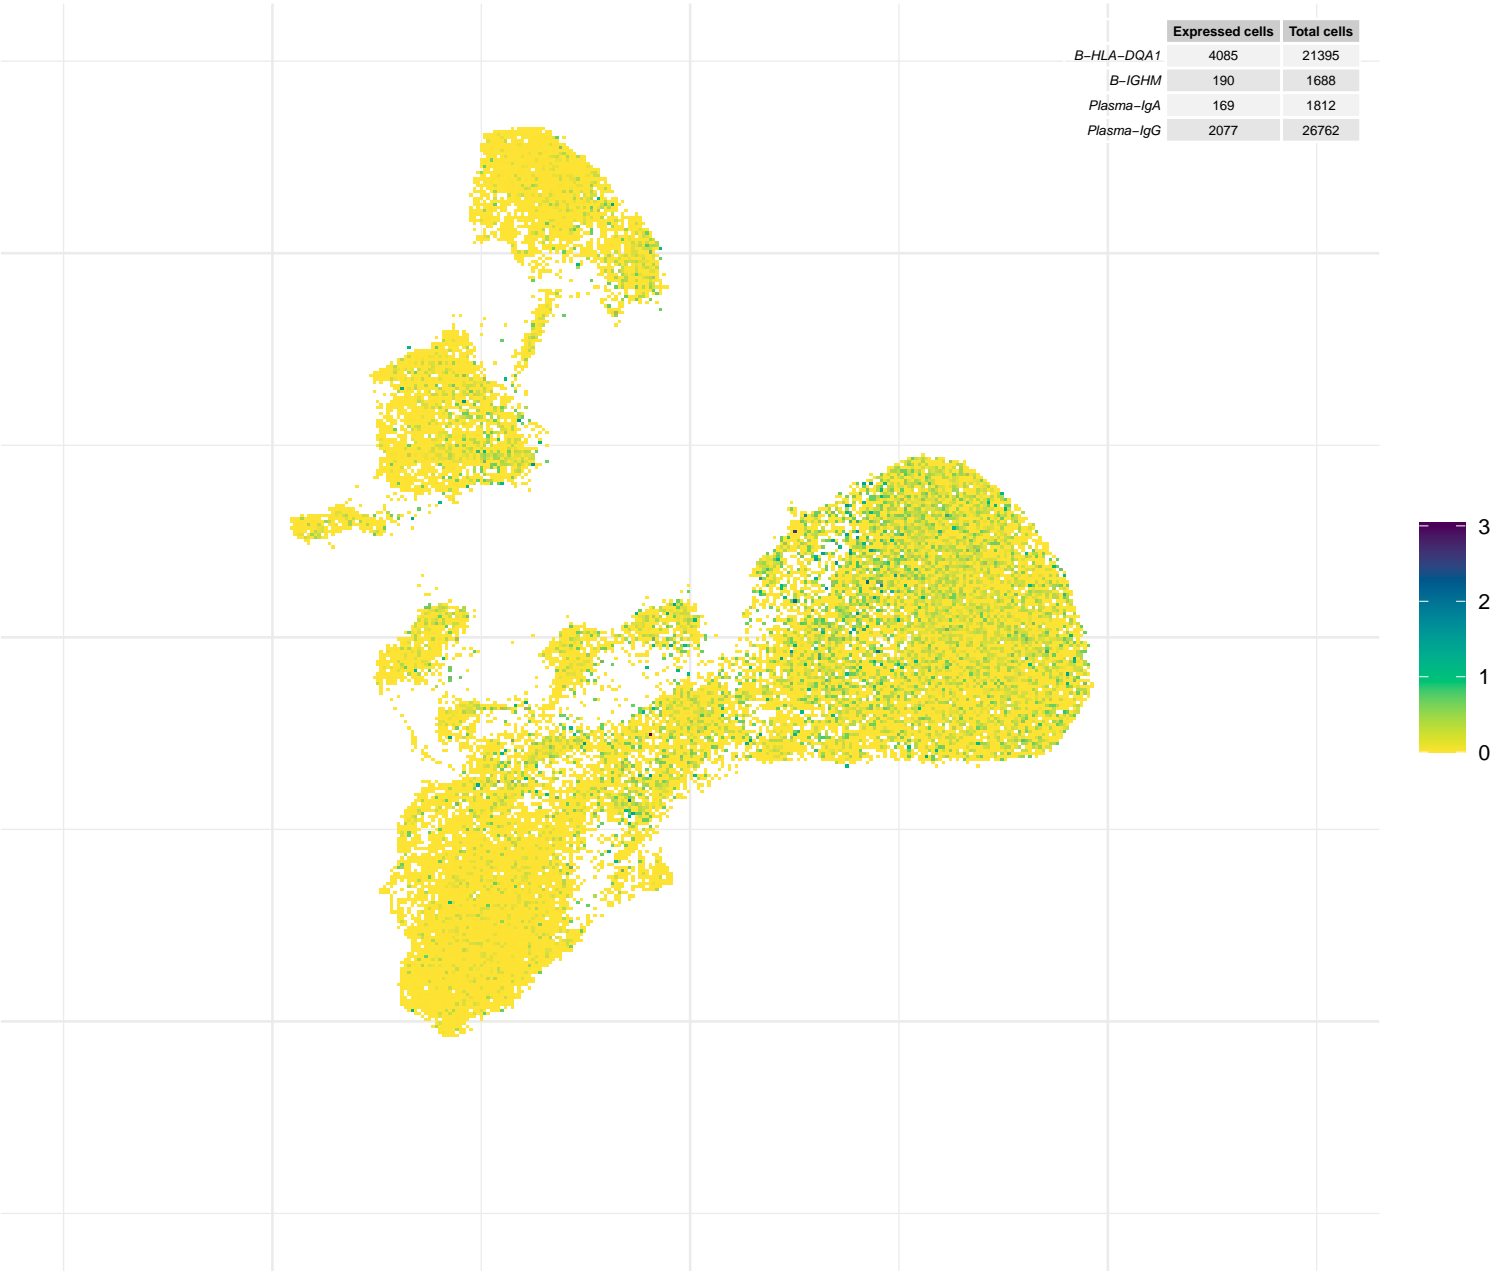 Expressed cells Total cells
B−HLA−DQA1 4085 21395
B−IGHM 190 1688
Plasma−IgA 169 1812
Plasma−IgG 2077 26762
3
2
1
0